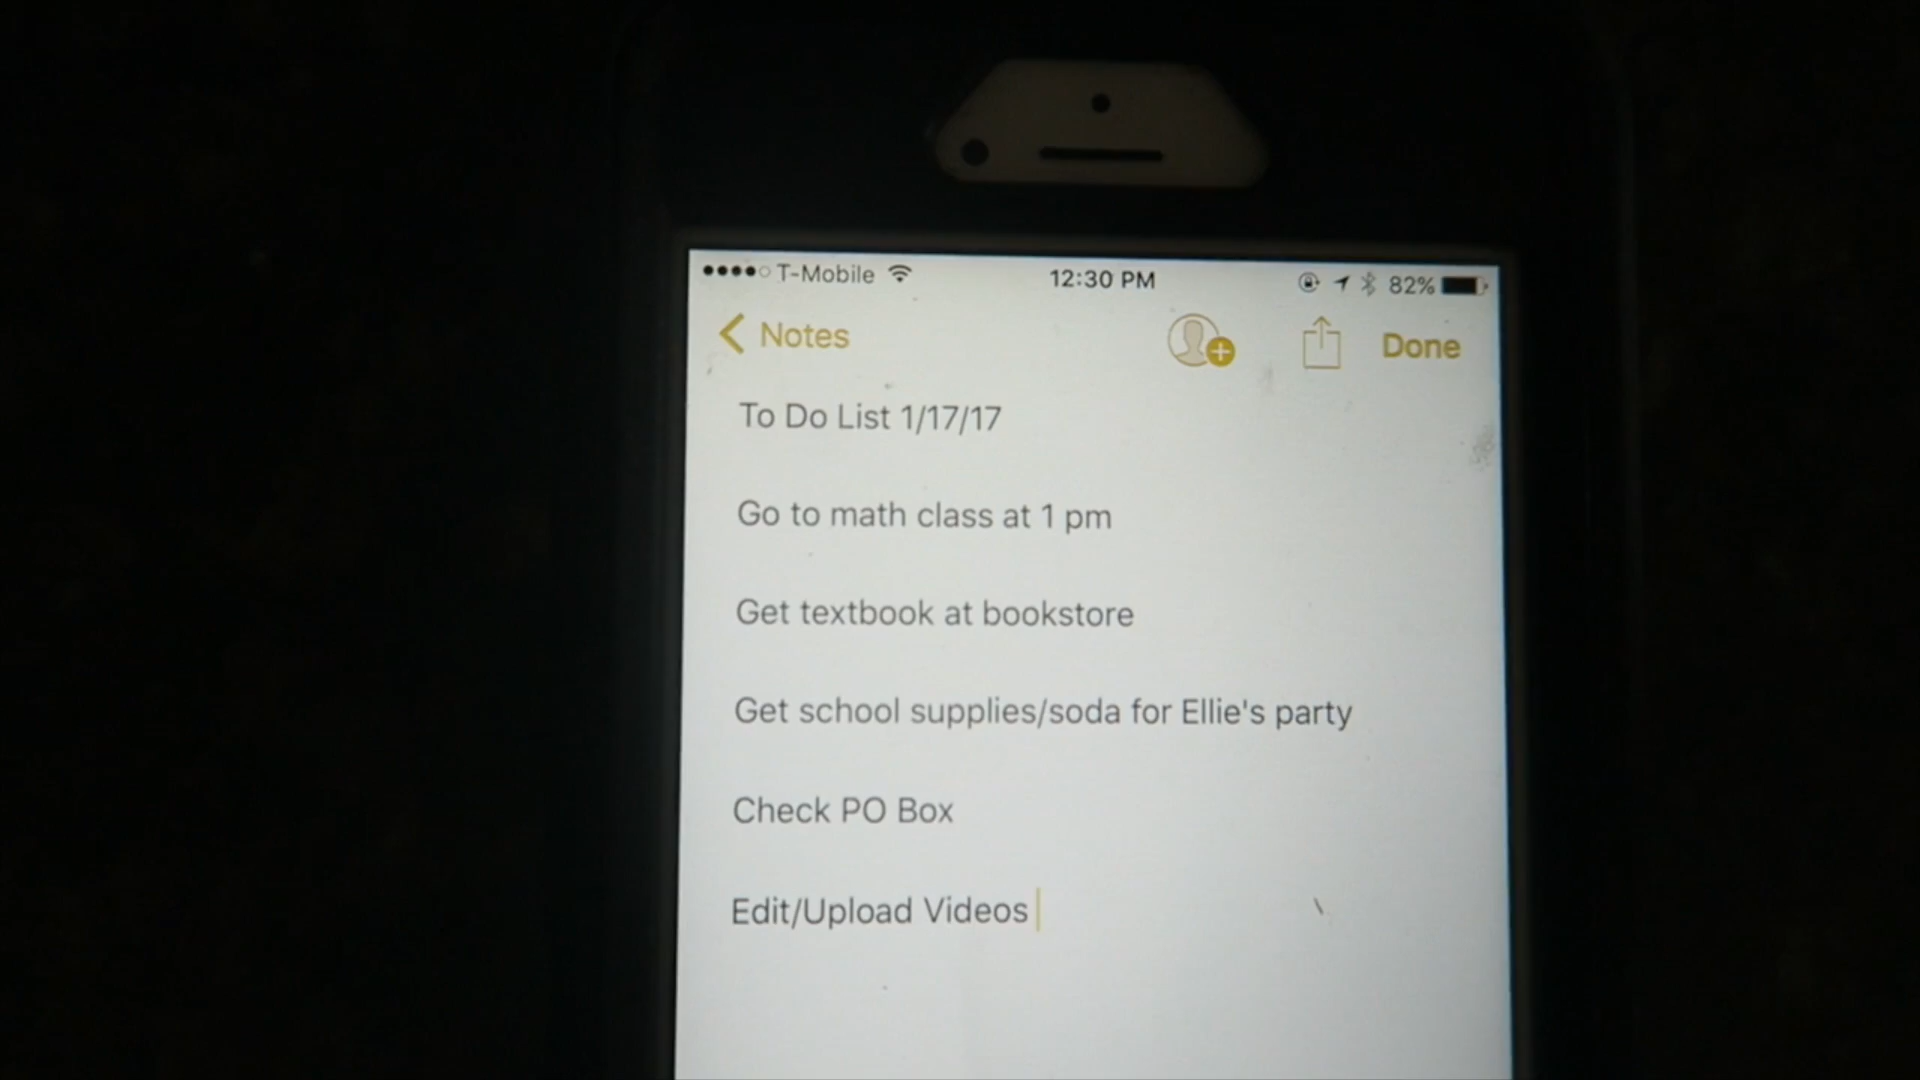 T-Mobile 12:30 PM 82%
Notes Done
To Do List 1/17/17
Go to math class at 1 pm
Get textbook at bookstore
Get school supplies/soda for Ellie's party
Check PO Box
Edit/Upload Videos